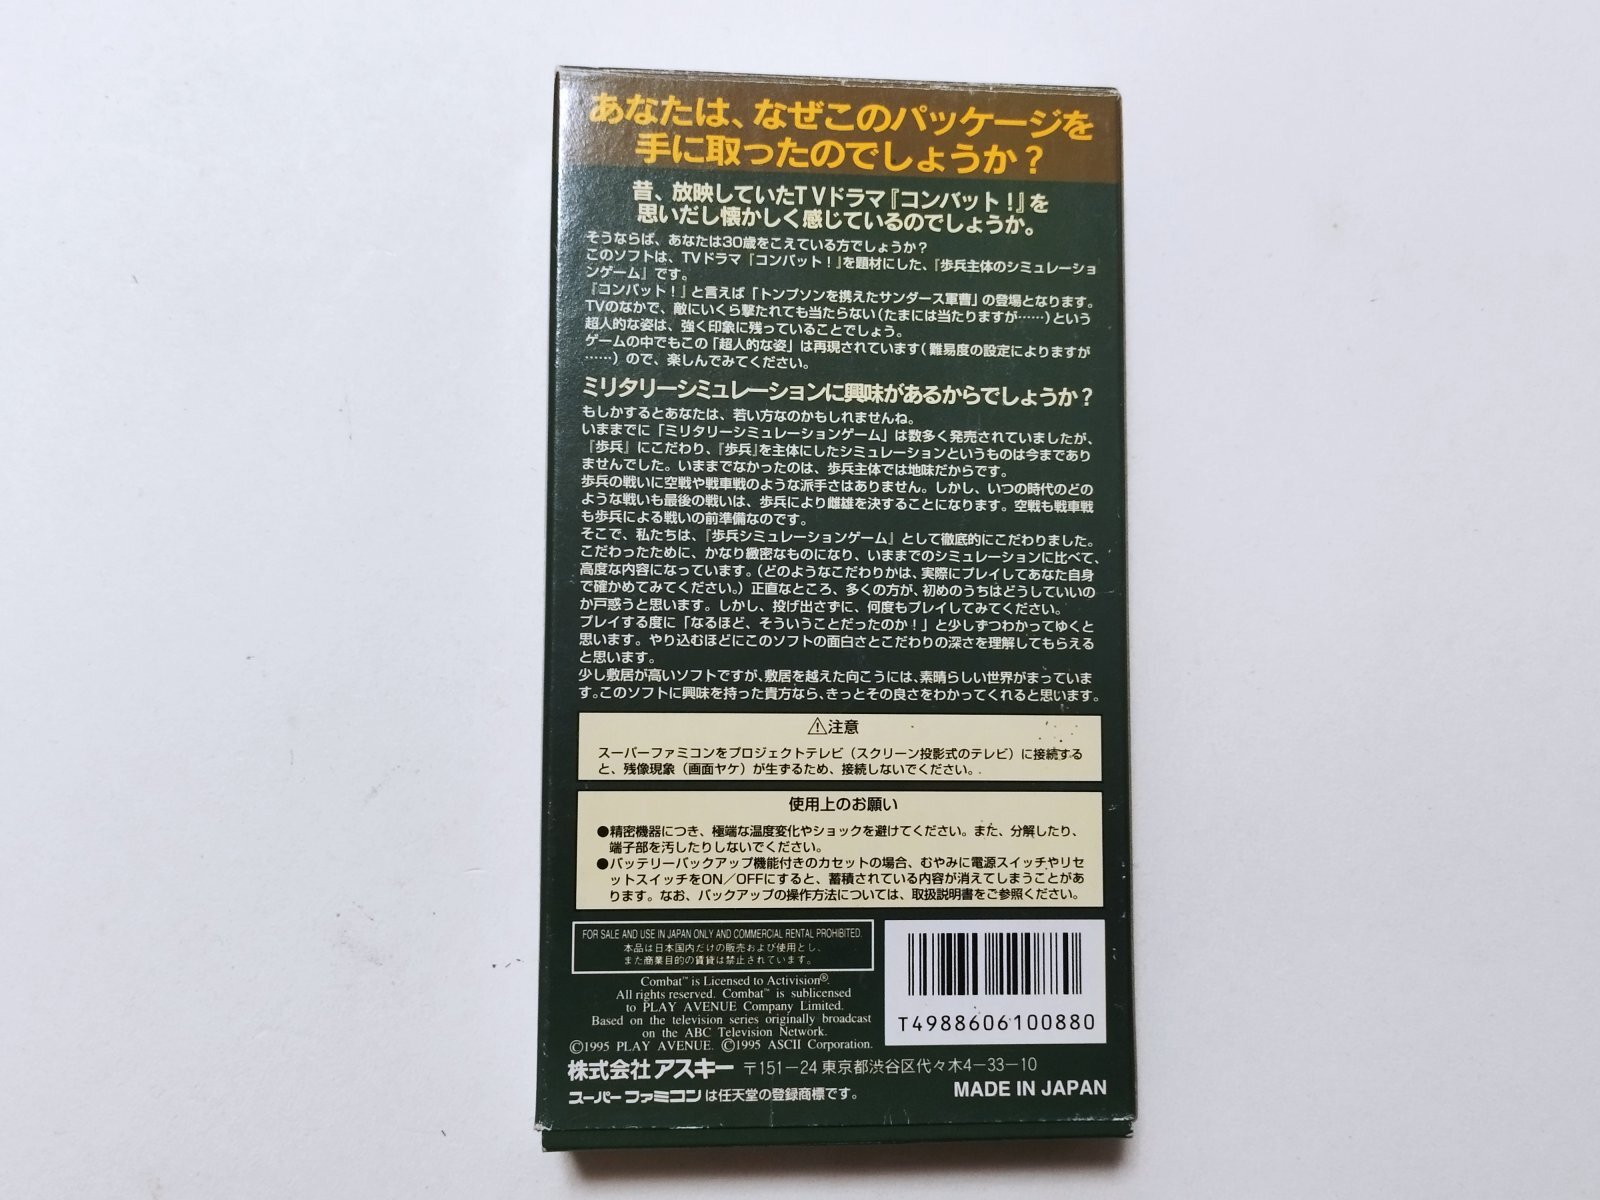 あなたは、なぜこのパッケージを
手に取ったのでしょうか？
昔、放映していたTVドラマ『コンバット！』を
思いだし懐かしく感じているのでしょうか。
そうならば、あなたは30歳をこえている方でしょうか？
このソフトは、TVドラマ『コンバット！』を題材にした、『歩兵主体のシミュレーショ
ンゲーム』です。
『コンバット！』と言えば「トンプソンを携えたサンダース軍曹」の登場となります。
TVのなかで、敵にいくら撃たれても当たらない（たまには当たりますが……）という
超人的な姿は、強く印象に残っていることでしょう。
ゲームの中でもこの「超人的な姿」は再現されています（難易度の設定によりますが
……）ので、楽しんでみてください。
ミリタリーシミュレーションに興味があるからでしょうか？
もしかするとあなたは、若い方なのかもしれませんね。
いままでに「ミリタリーシミュレーションゲーム」は数多く発売されていましたが、
『歩兵』にこだわり、『歩兵』を主体にしたシミュレーションというものは今まであり
ませんでした。いままでなかったのは、歩兵主体では地味だからです。
歩兵の戦いに空戦や戦車戦のような派手さはありません。しかし、いつの時代のどの
ような戦いも最後の戦いは、歩兵により雌雄を決することになります。空戦も戦車戦
も歩兵による戦いの前準備なのです。
そこで、私たちは、『歩兵シミュレーションゲーム』として徹底的にこだわりました。
こだわったために、かなり緻密なものになり、いままでのシミュレーションに比べて、
高度な内容になっています。（どのようなこだわりかは、実際にプレイしてあなた自身
で確かめてみてください。）正直なところ、多くの方が、初めのうちはどうしていいの
か戸惑うと思います。しかし、投げ出さずに、何度もプレイしてみてください。
プレイする度に「なるほど、そういうことだったのか！」と少しずつわかってゆくと
思います。やり込むほどにこのソフトの面白さとこだわりの深さを理解してもらえる
と思います。
少し敷居が高いソフトですが、敷居を越えた向こうには、素晴らしい世界がまっていま
す。このソフトに興味を持った貴方なら、きっとその良さをわかってくれると思います。
⚠注意
スーパーファミコンをプロジェクトテレビ（スクリーン投影式のテレビ）に接続する
と、残像現象（画面ヤケ）が生ずるため、接続しないでください。
使用上のお願い
●精密機器につき、極端な温度変化やショックを避けてください。また、分解したり、
端子部を汚したりしないでください。
●バッテリーバックアップ機能付きのカセットの場合、むやみに電源スイッチやリセ
ットスイッチをON／OFFにすると、蓄積されている内容が消えてしまうことがあ
ります。なお、バックアップの操作方法については、取扱説明書をご参照ください。
FOR SALE AND USE IN JAPAN ONLY AND COMMERCIAL RENTAL PROHIBITED.
本品は日本国内だけの販売および使用とし、
また商業目的の賃貸は禁止されています。
Combat™ is Licensed to Activision®.
All rights reserved. Combat™ is sublicensed
to PLAY AVENUE Company Limited.
Based on the television series originally broadcast
on the ABC Television Network.
©1995 PLAY AVENUE. ©1995 ASCII Corporation.
T4988606100880
株式会社アスキー 〒151－24 東京都渋谷区代々木4－33－10
スーパーファミコンは任天堂の登録商標です。
MADE IN JAPAN